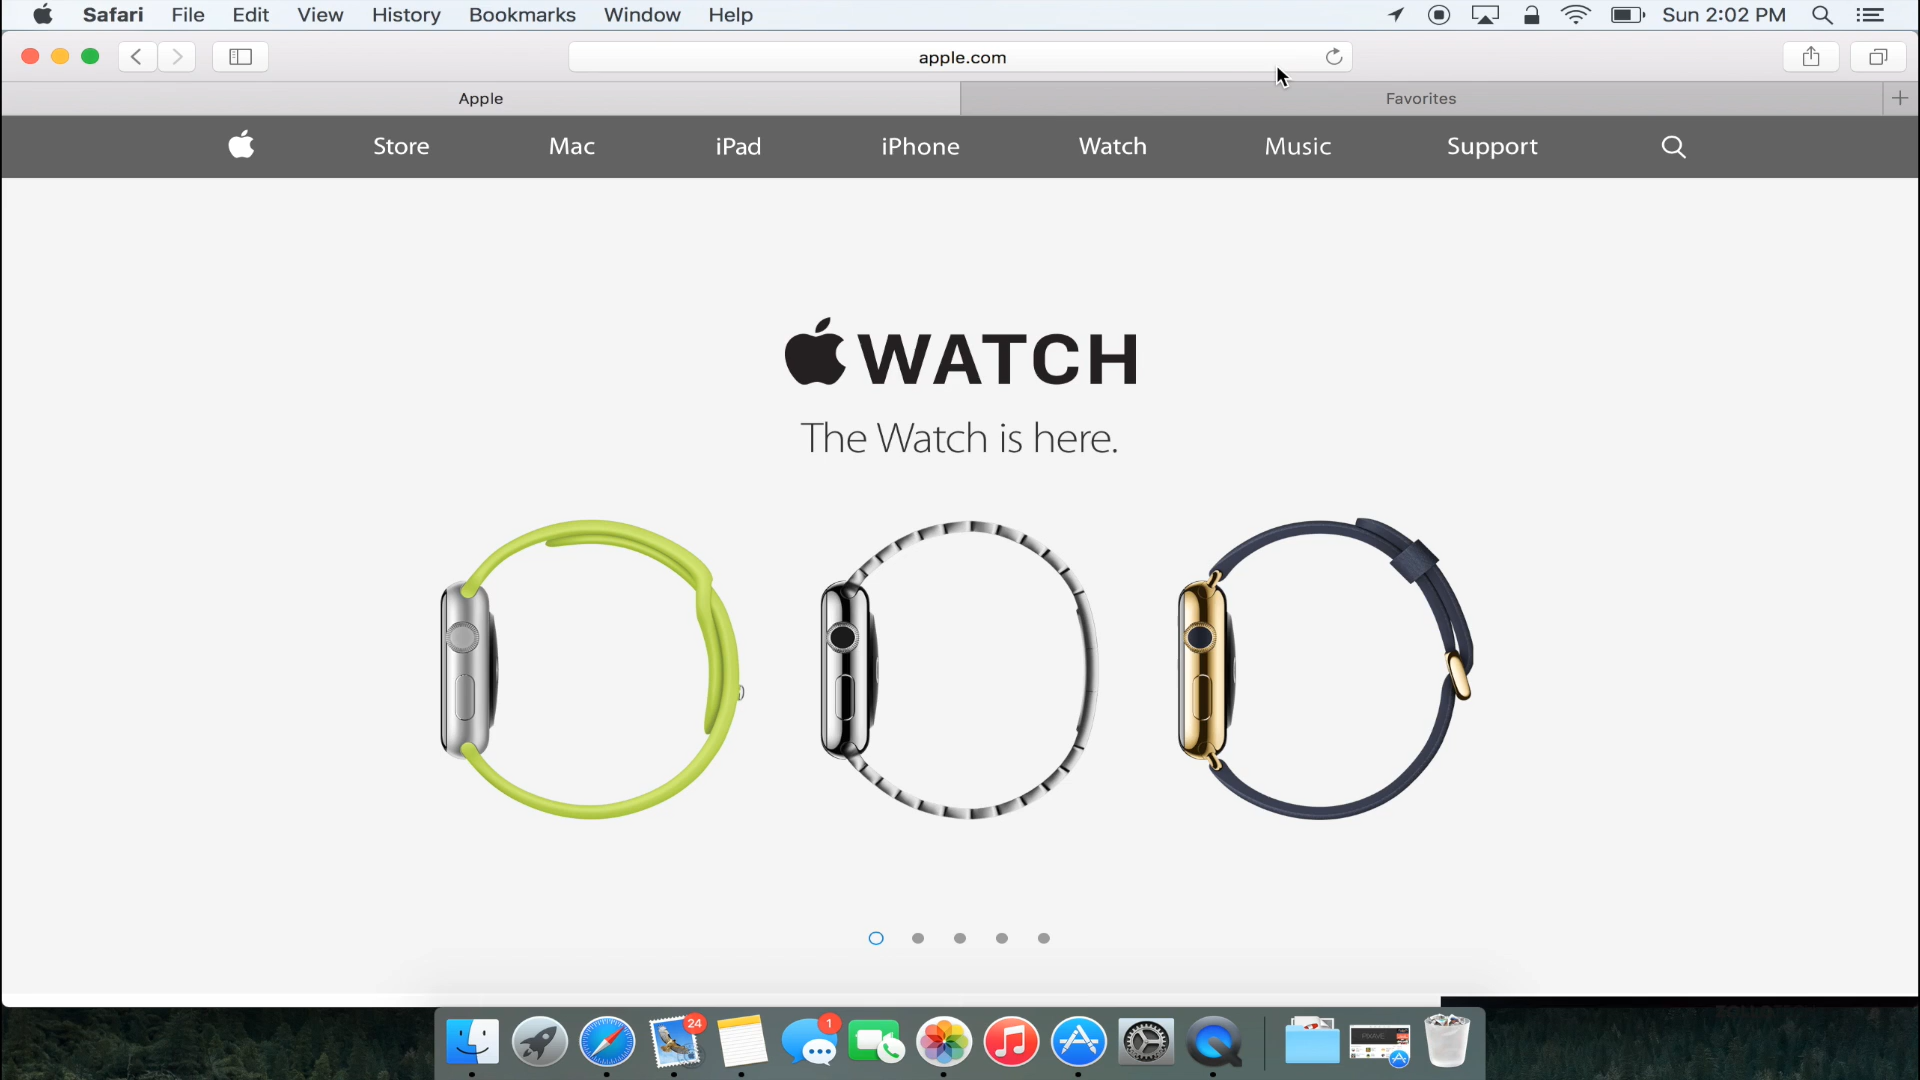 Safari File Edit View History Bookmarks Window Help Sun 2:02 PM
apple.com
Apple Favorites
Store Mac iPad iPhone Watch Music Support
WATCH
The Watch is here.
24 1